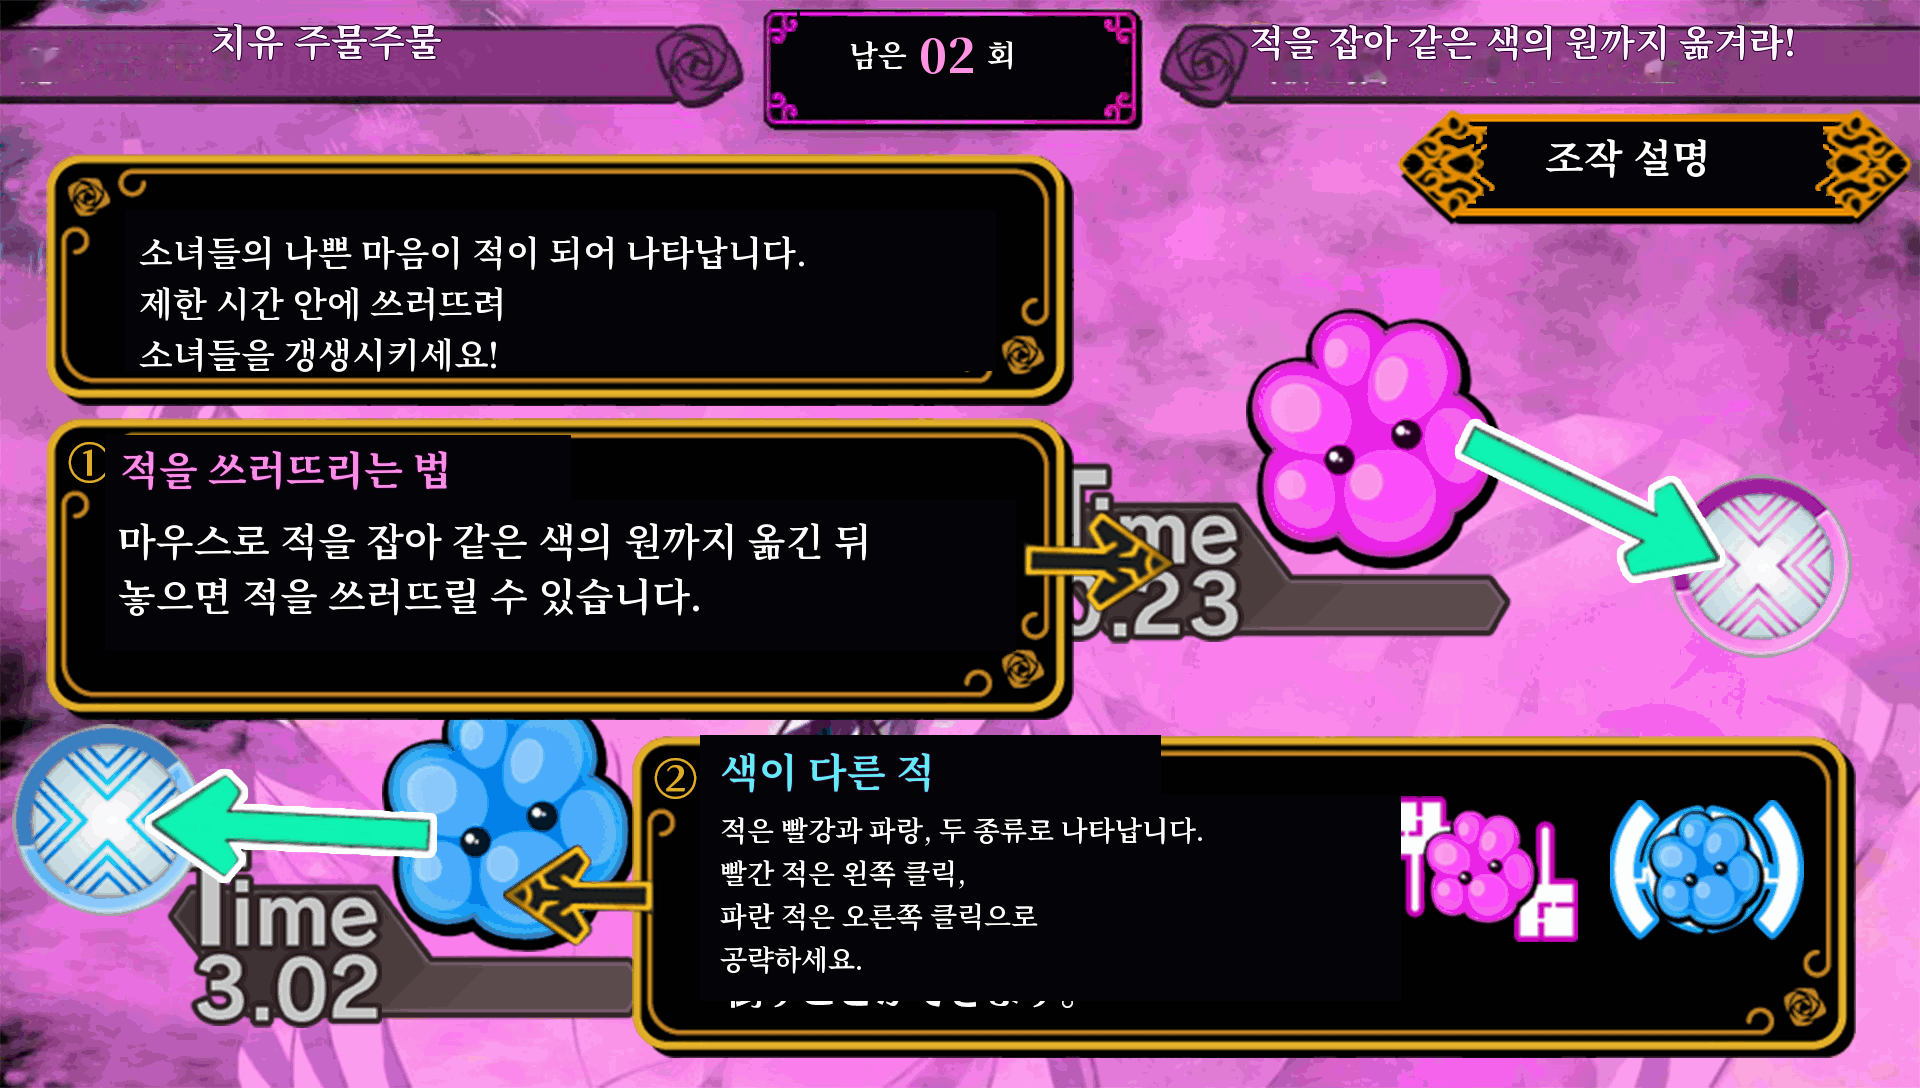 치유 주물주물
남은 02 회
적을 잡아 같은 색의 원까지 옮겨라!
조작 설명
소녀들의 나쁜 마음이 적이 되어 나타납니다.
제한 시간 안에 쓰러뜨려
소녀들을 갱생시키세요!
① 적을 쓰러뜨리는 법
마우스로 적을 잡아 같은 색의 원까지 옮긴 뒤
놓으면 적을 쓰러뜨릴 수 있습니다.
Time
.23
② 색이 다른 적
적은 빨강과 파랑, 두 종류로 나타납니다.
빨간 적은 왼쪽 클릭,
파란 적은 오른쪽 클릭으로
공략하세요.
Time
3.02